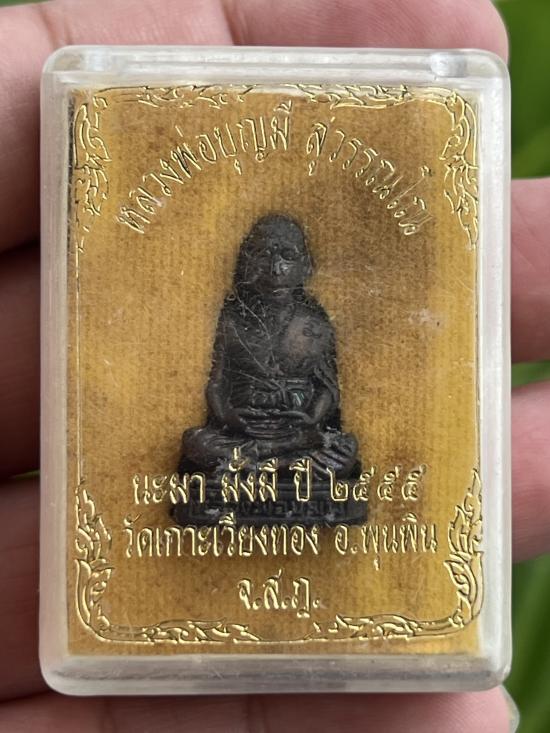 หลวงพ่อบุญมี สุวรรณโณ
นะมา มั่งมี ปี ๒๕๕๕
วัดเกาะเวียงทอง อ.พุนพิน
จ.ส.ฎ.